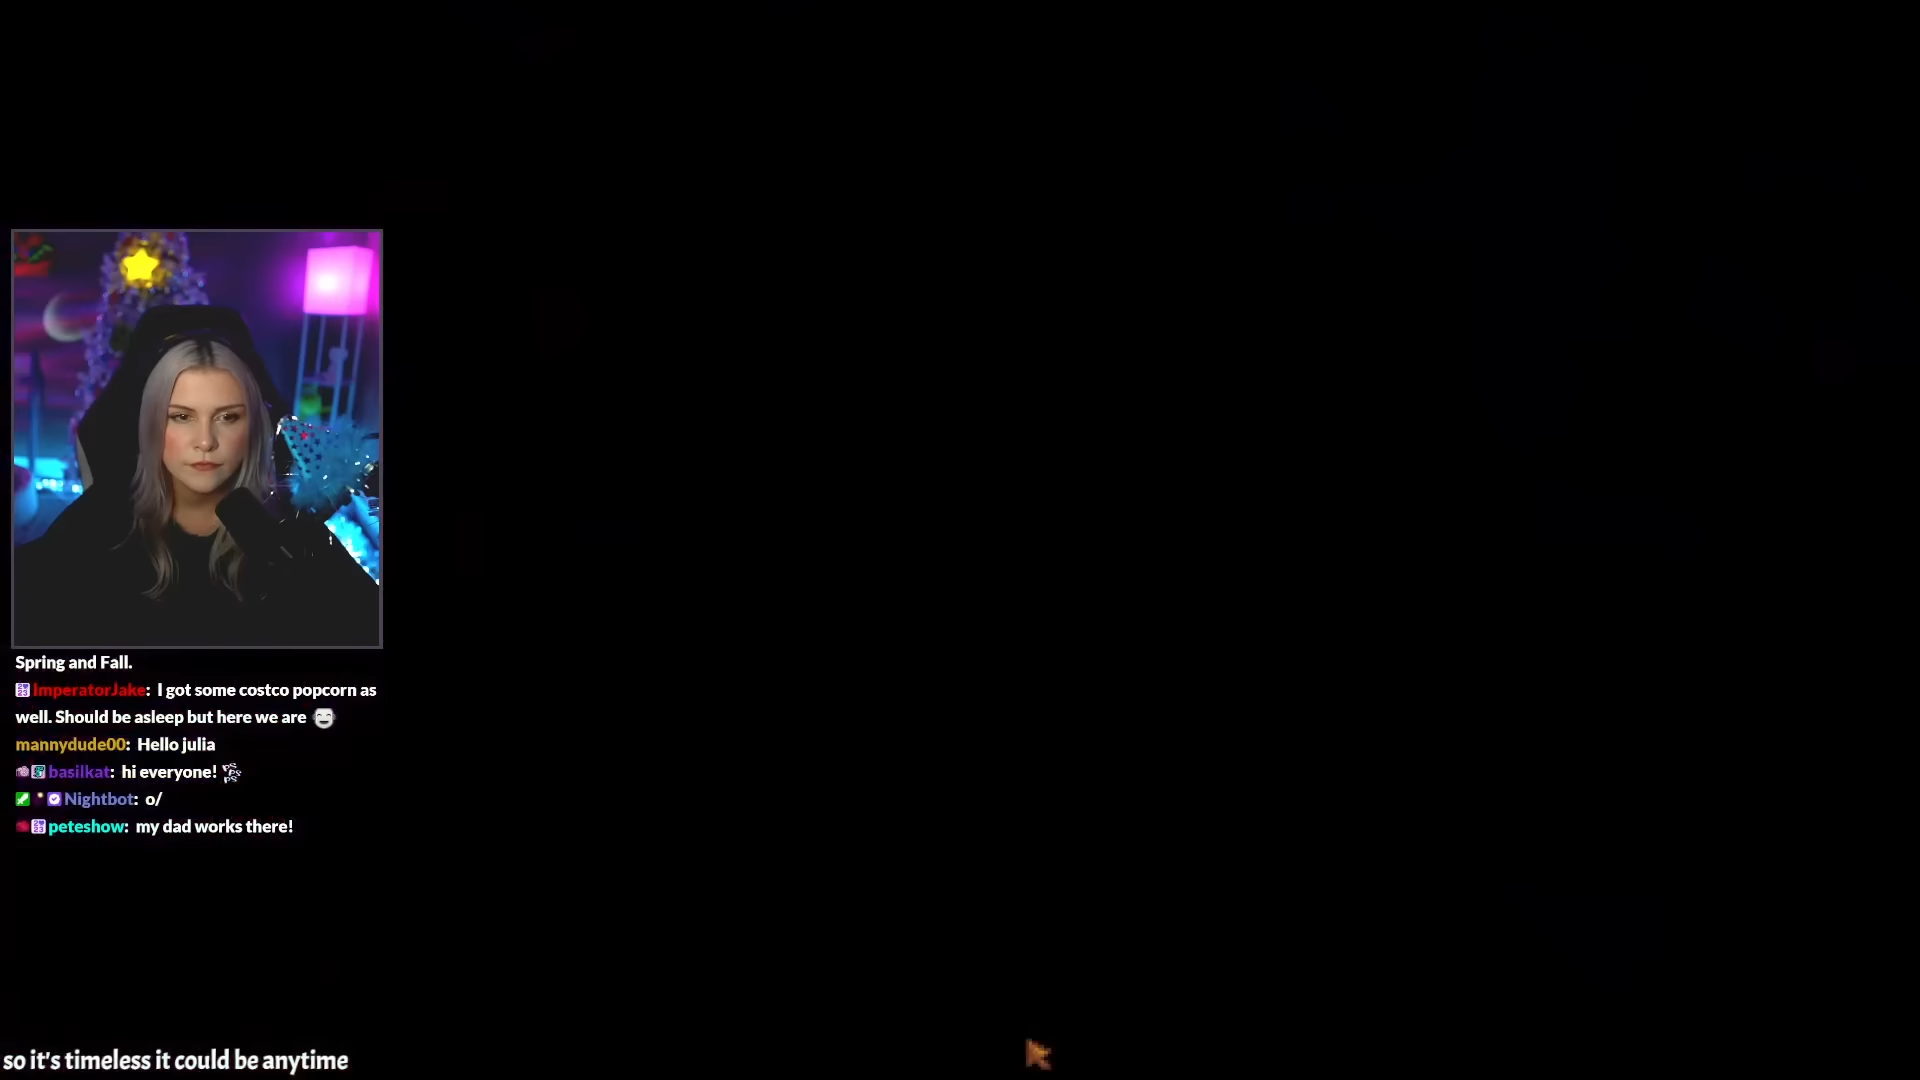 Spring and Fall.
ImperatorJake: I got some costco popcorn as
well. Should be asleep but here we are
mannydude00: Hello julia
basilkat: hi everyone!
Nightbot: o/
peteshow: my dad works there!
so it's timeless it could be anytime